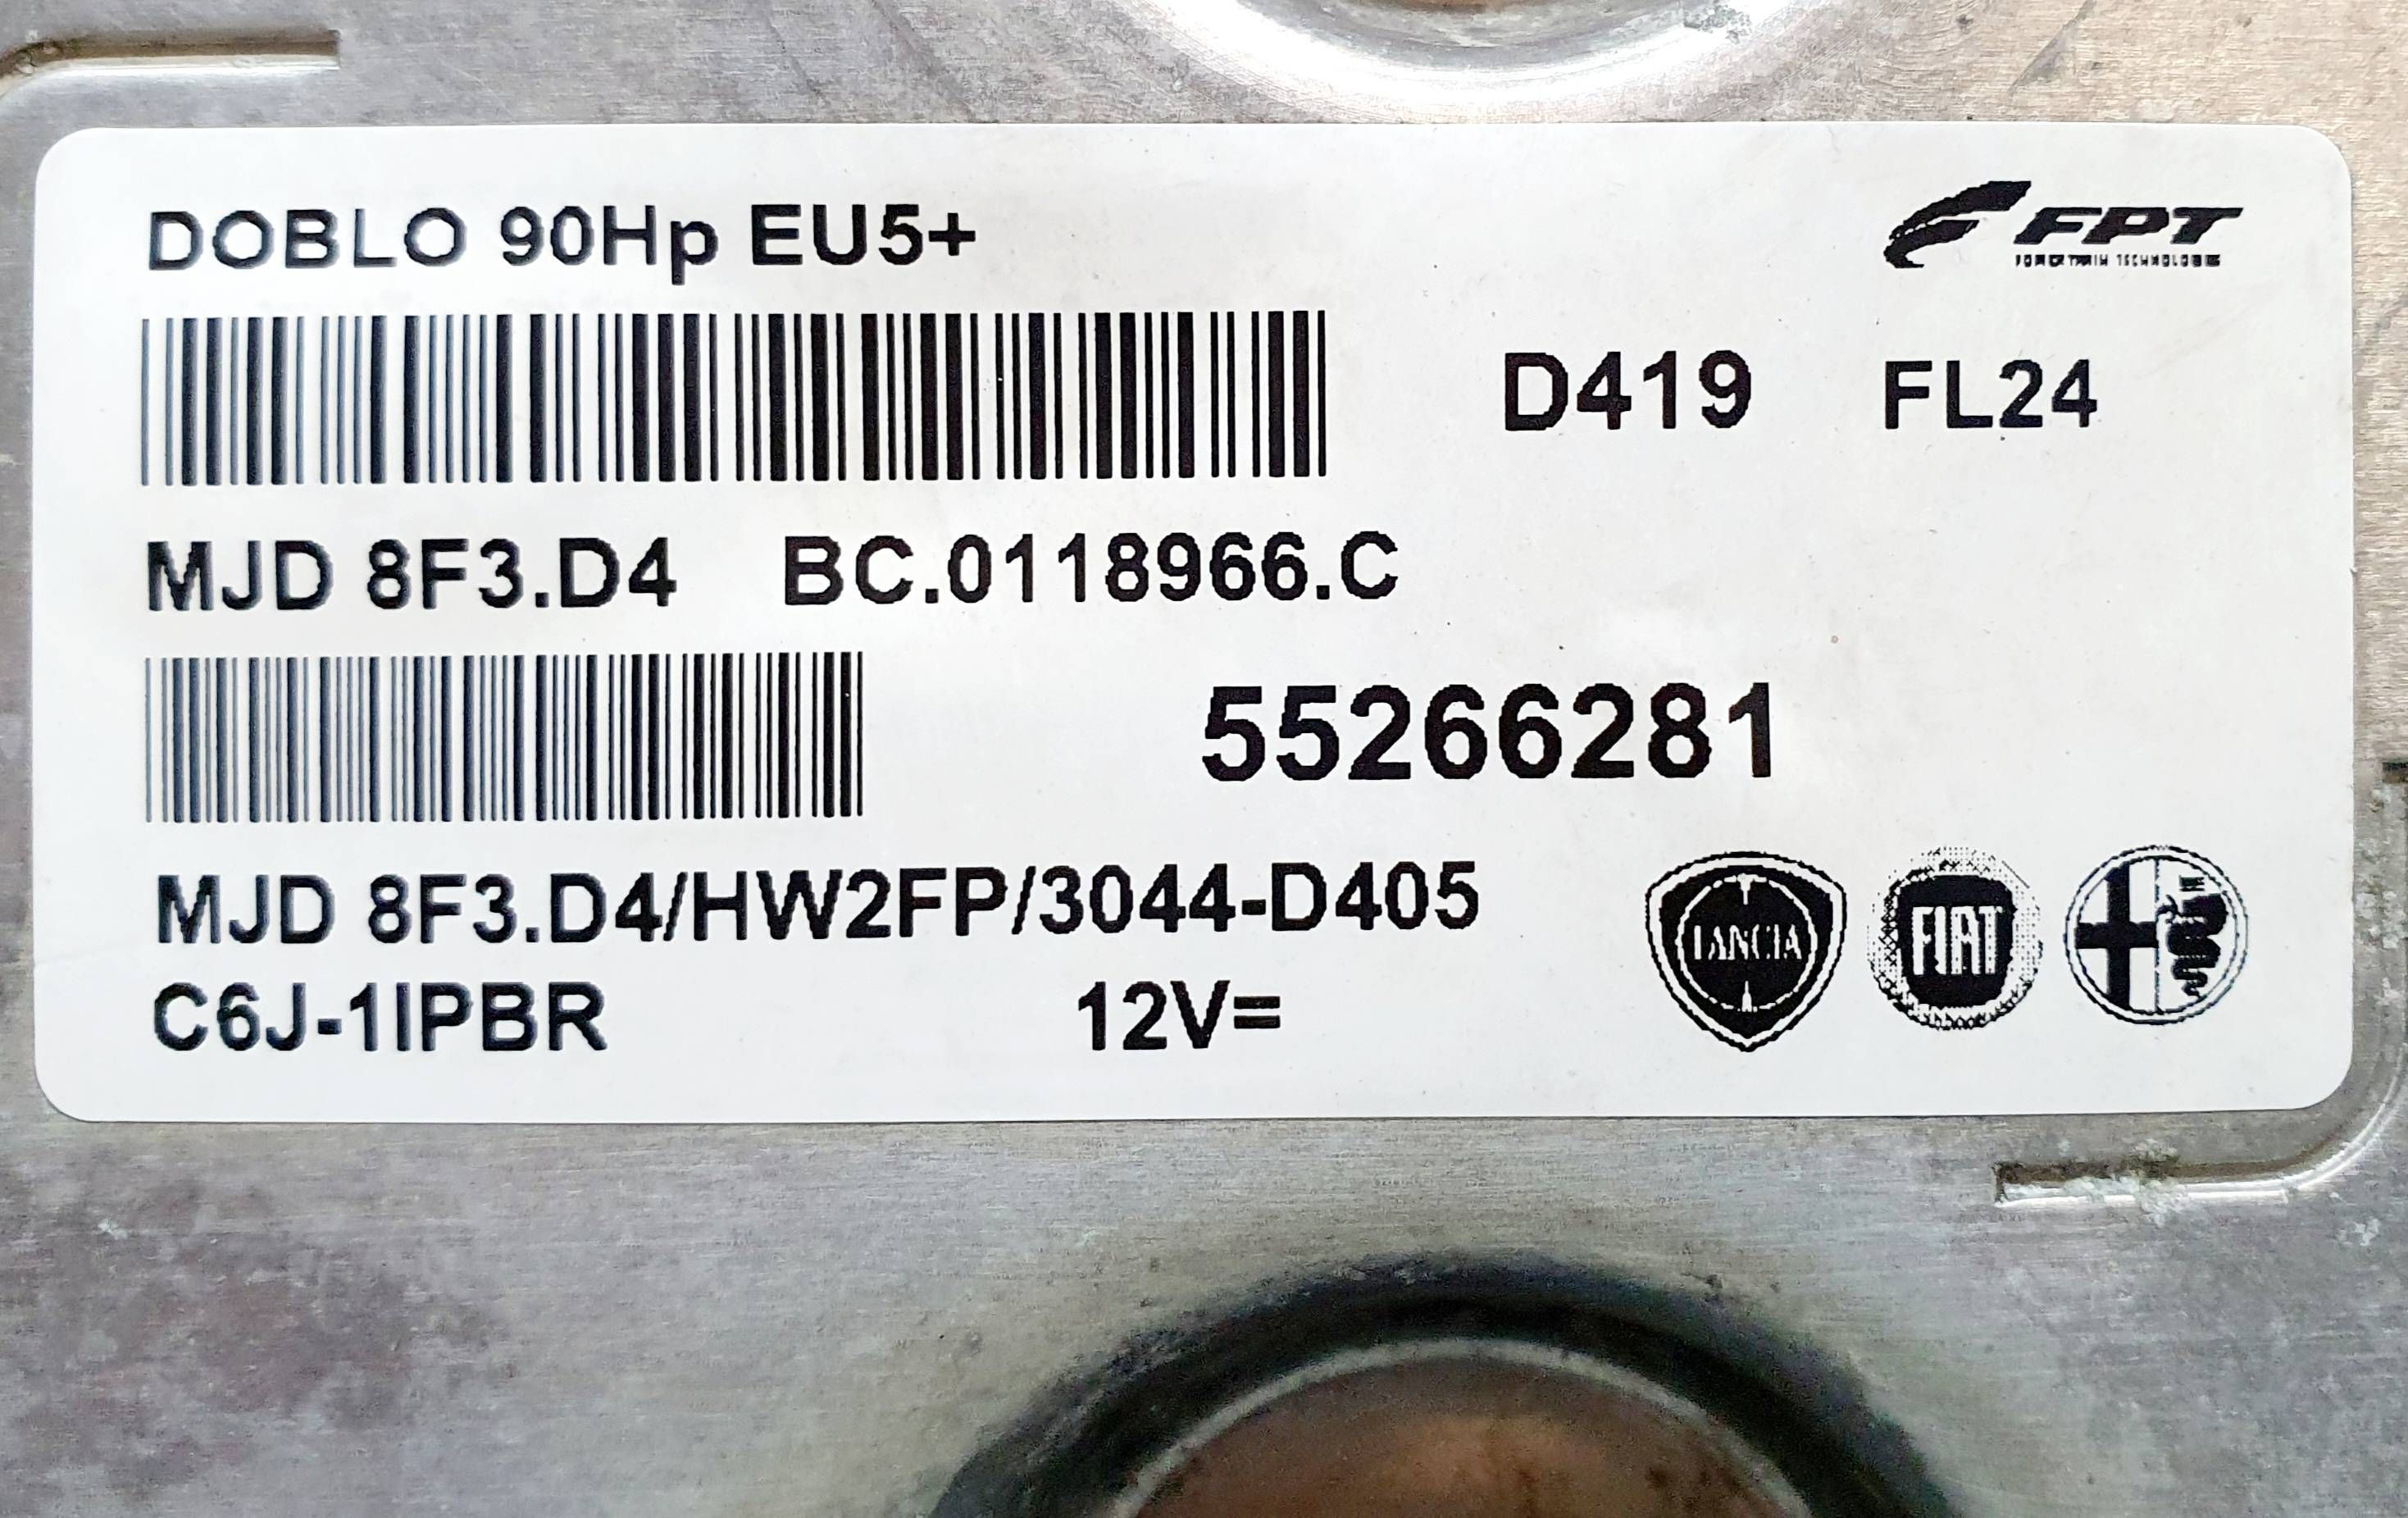 DOBLO 90Hp EU5+
FPT
D419 FL24
MJD 8F3.D4 BC.0118966.C
55266281
MJD 8F3.D4/HW2FP/3044-D405
C6J-1IPBR 12V=
LANCIA FIAT